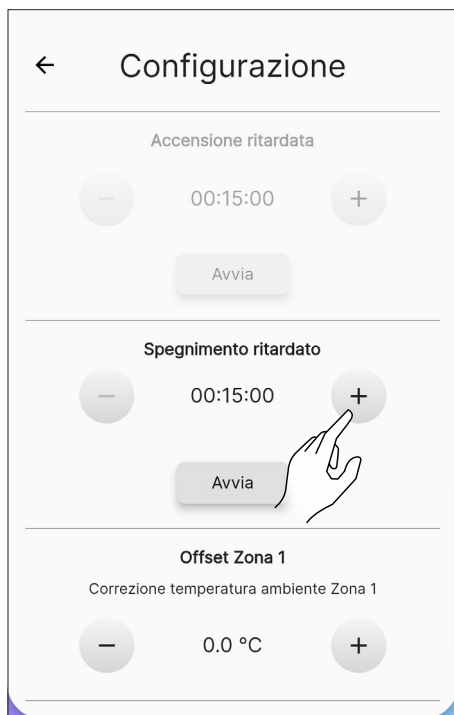 Configurazione
Accensione ritardata
− 00:15:00 +
Avvia
Spegnimento ritardato
− 00:15:00 +
Avvia
Offset Zona 1
Correzione temperatura ambiente Zona 1
− 0.0 °C +